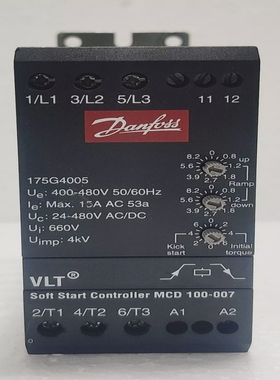 1/L1 3/L2 5/L3 11 12
Danfoss
175G4005
Ue: 400-480V 50/60Hz
Ie: Max. 15A AC 53a
Uc: 24-480V AC/DC
Ui: 660V
Uimp: 4kV
up
Ramp
down
Kick start
Initial torque
VLT®
Soft Start Controller MCD 100-007
2/T1 4/T2 6/T3 A1 A2